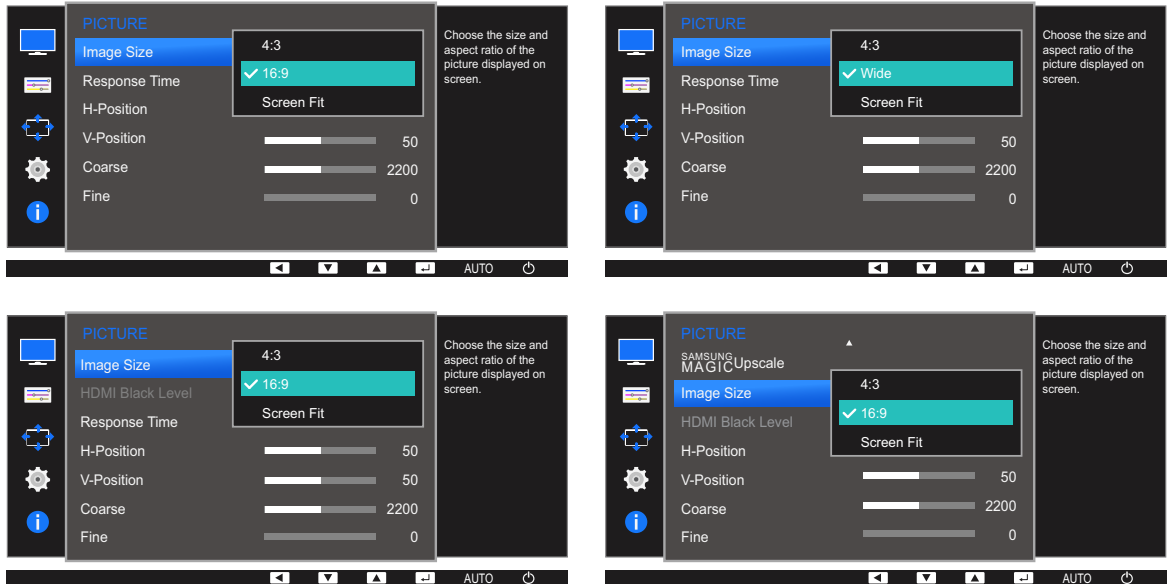 PICTURE
Image Size
4:3
Choose the size and
aspect ratio of the
picture displayed on
screen.
Response Time
16:9
H-Position
Screen Fit
V-Position 50
Coarse 2200
Fine 0
AUTO
PICTURE
Image Size
4:3
Choose the size and
aspect ratio of the
picture displayed on
screen.
Response Time
Wide
H-Position
Screen Fit
V-Position 50
Coarse 2200
Fine 0
AUTO
PICTURE
Image Size
4:3
Choose the size and
aspect ratio of the
picture displayed on
screen.
HDMI Black Level
16:9
Response Time
Screen Fit
H-Position 50
V-Position 50
Coarse 2200
Fine 0
AUTO
PICTURE
SAMSUNG
MAGICUpscale
Choose the size and
aspect ratio of the
picture displayed on
screen.
Image Size
4:3
16:9
HDMI Black Level
Screen Fit
H-Position
V-Position 50
Coarse 2200
Fine 0
AUTO